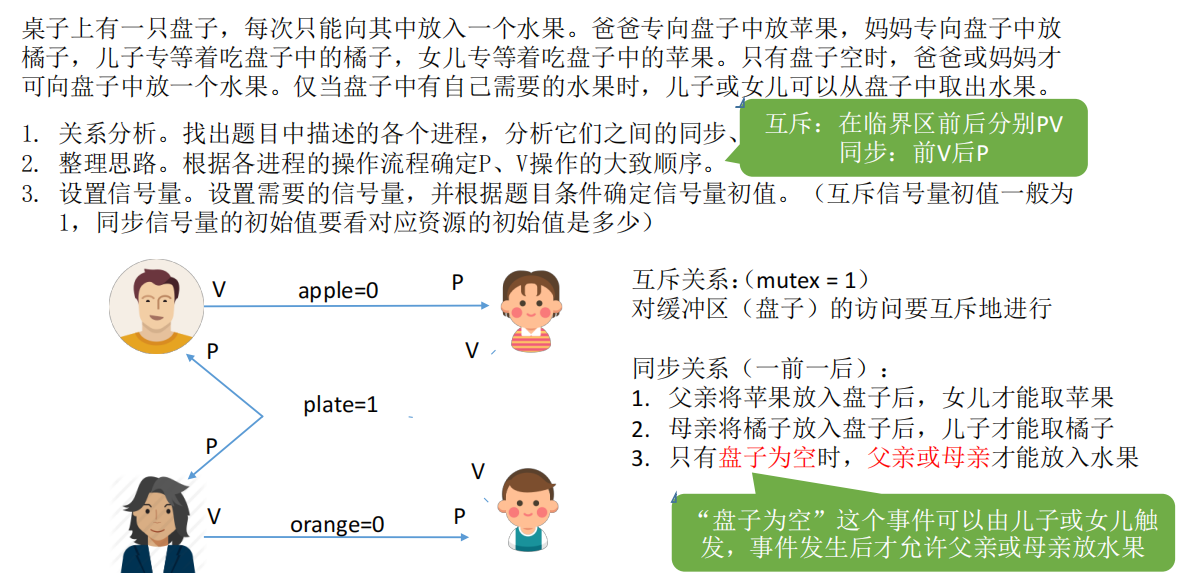 桌子上有一只盘子，每次只能向其中放入一个水果。爸爸专向盘子中放苹果，妈妈专向盘子中放
橘子，儿子专等着吃盘子中的橘子，女儿专等着吃盘子中的苹果。只有盘子空时，爸爸或妈妈才
可向盘子中放一个水果。仅当盘子中有自己需要的水果时，儿子或女儿可以从盘子中取出水果。
1. 关系分析。找出题目中描述的各个进程，分析它们之间的同步、
互斥：在临界区前后分别PV
同步：前V后P
2. 整理思路。根据各进程的操作流程确定P、V操作的大致顺序。
3. 设置信号量。设置需要的信号量，并根据题目条件确定信号量初值。（互斥信号量初值一般为
1，同步信号量的初始值要看对应资源的初始值是多少）
V apple=0 P
P V
plate=1
P V
V orange=0 P
互斥关系：（mutex = 1）
对缓冲区（盘子）的访问要互斥地进行
同步关系（一前一后）：
1. 父亲将苹果放入盘子后，女儿才能取苹果
2. 母亲将橘子放入盘子后，儿子才能取橘子
3. 只有盘子为空时，父亲或母亲才能放入水果
“盘子为空”这个事件可以由儿子或女儿触
发，事件发生后才允许父亲或母亲放水果